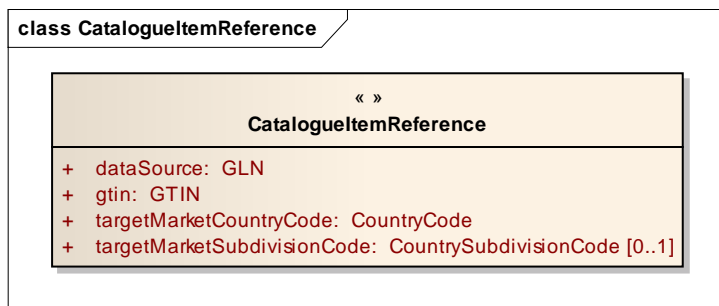 class CatalogueItemReference
« »
CatalogueItemReference
+ dataSource: GLN
+ gtin: GTIN
+ targetMarketCountryCode: CountryCode
+ targetMarketSubdivisionCode: CountrySubdivisionCode [0..1]